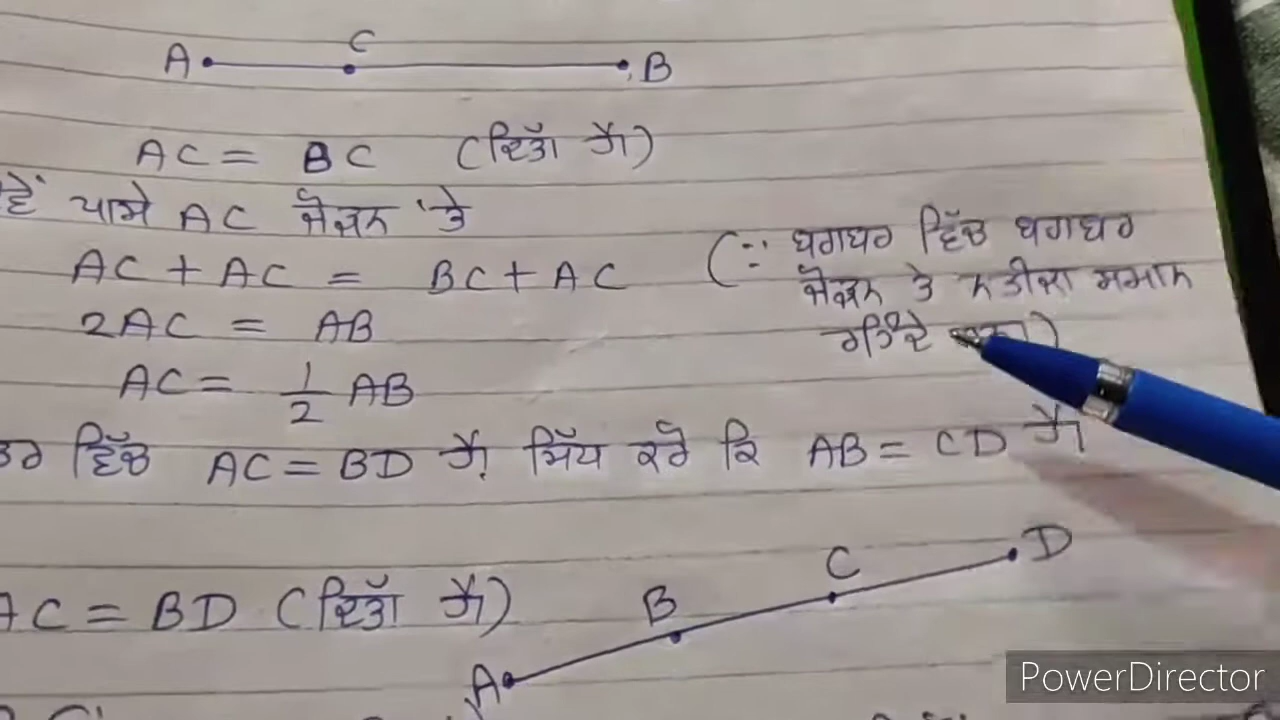 A C B
AC = BC (ਦਿੱਤਾ ਹੈ)
ਪਾਸੇ AC ਜੋੜਨ 'ਤੇ
AC + AC = BC + AC (∵ ਬਰਾਬਰ ਵਿੱਚ ਬਰਾਬਰ
ਜੋੜਨ ਤੇ ਨਤੀਜਾ ਸਮਾਨ
2AC = AB
ਰਹਿੰਦੇ
AC = 1/2 AB
ਵਿੱਚ AC = BD ਹੈ, ਸਿੱਧ ਕਰੋ ਕਿ AB = CD ਹੈ।
AC = BD (ਦਿੱਤਾ ਹੈ)
A B C D
PowerDirector